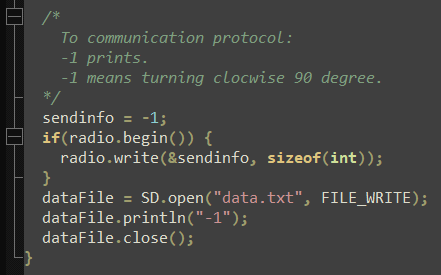 /*
To communication protocol:
-1 prints.
-1 means turning clocwise 90 degree.
*/
sendinfo = -1;
if(radio.begin()) {
radio.write(&sendinfo, sizeof(int));
}
dataFile = SD.open("data.txt", FILE_WRITE);
dataFile.println("-1");
dataFile.close();
}